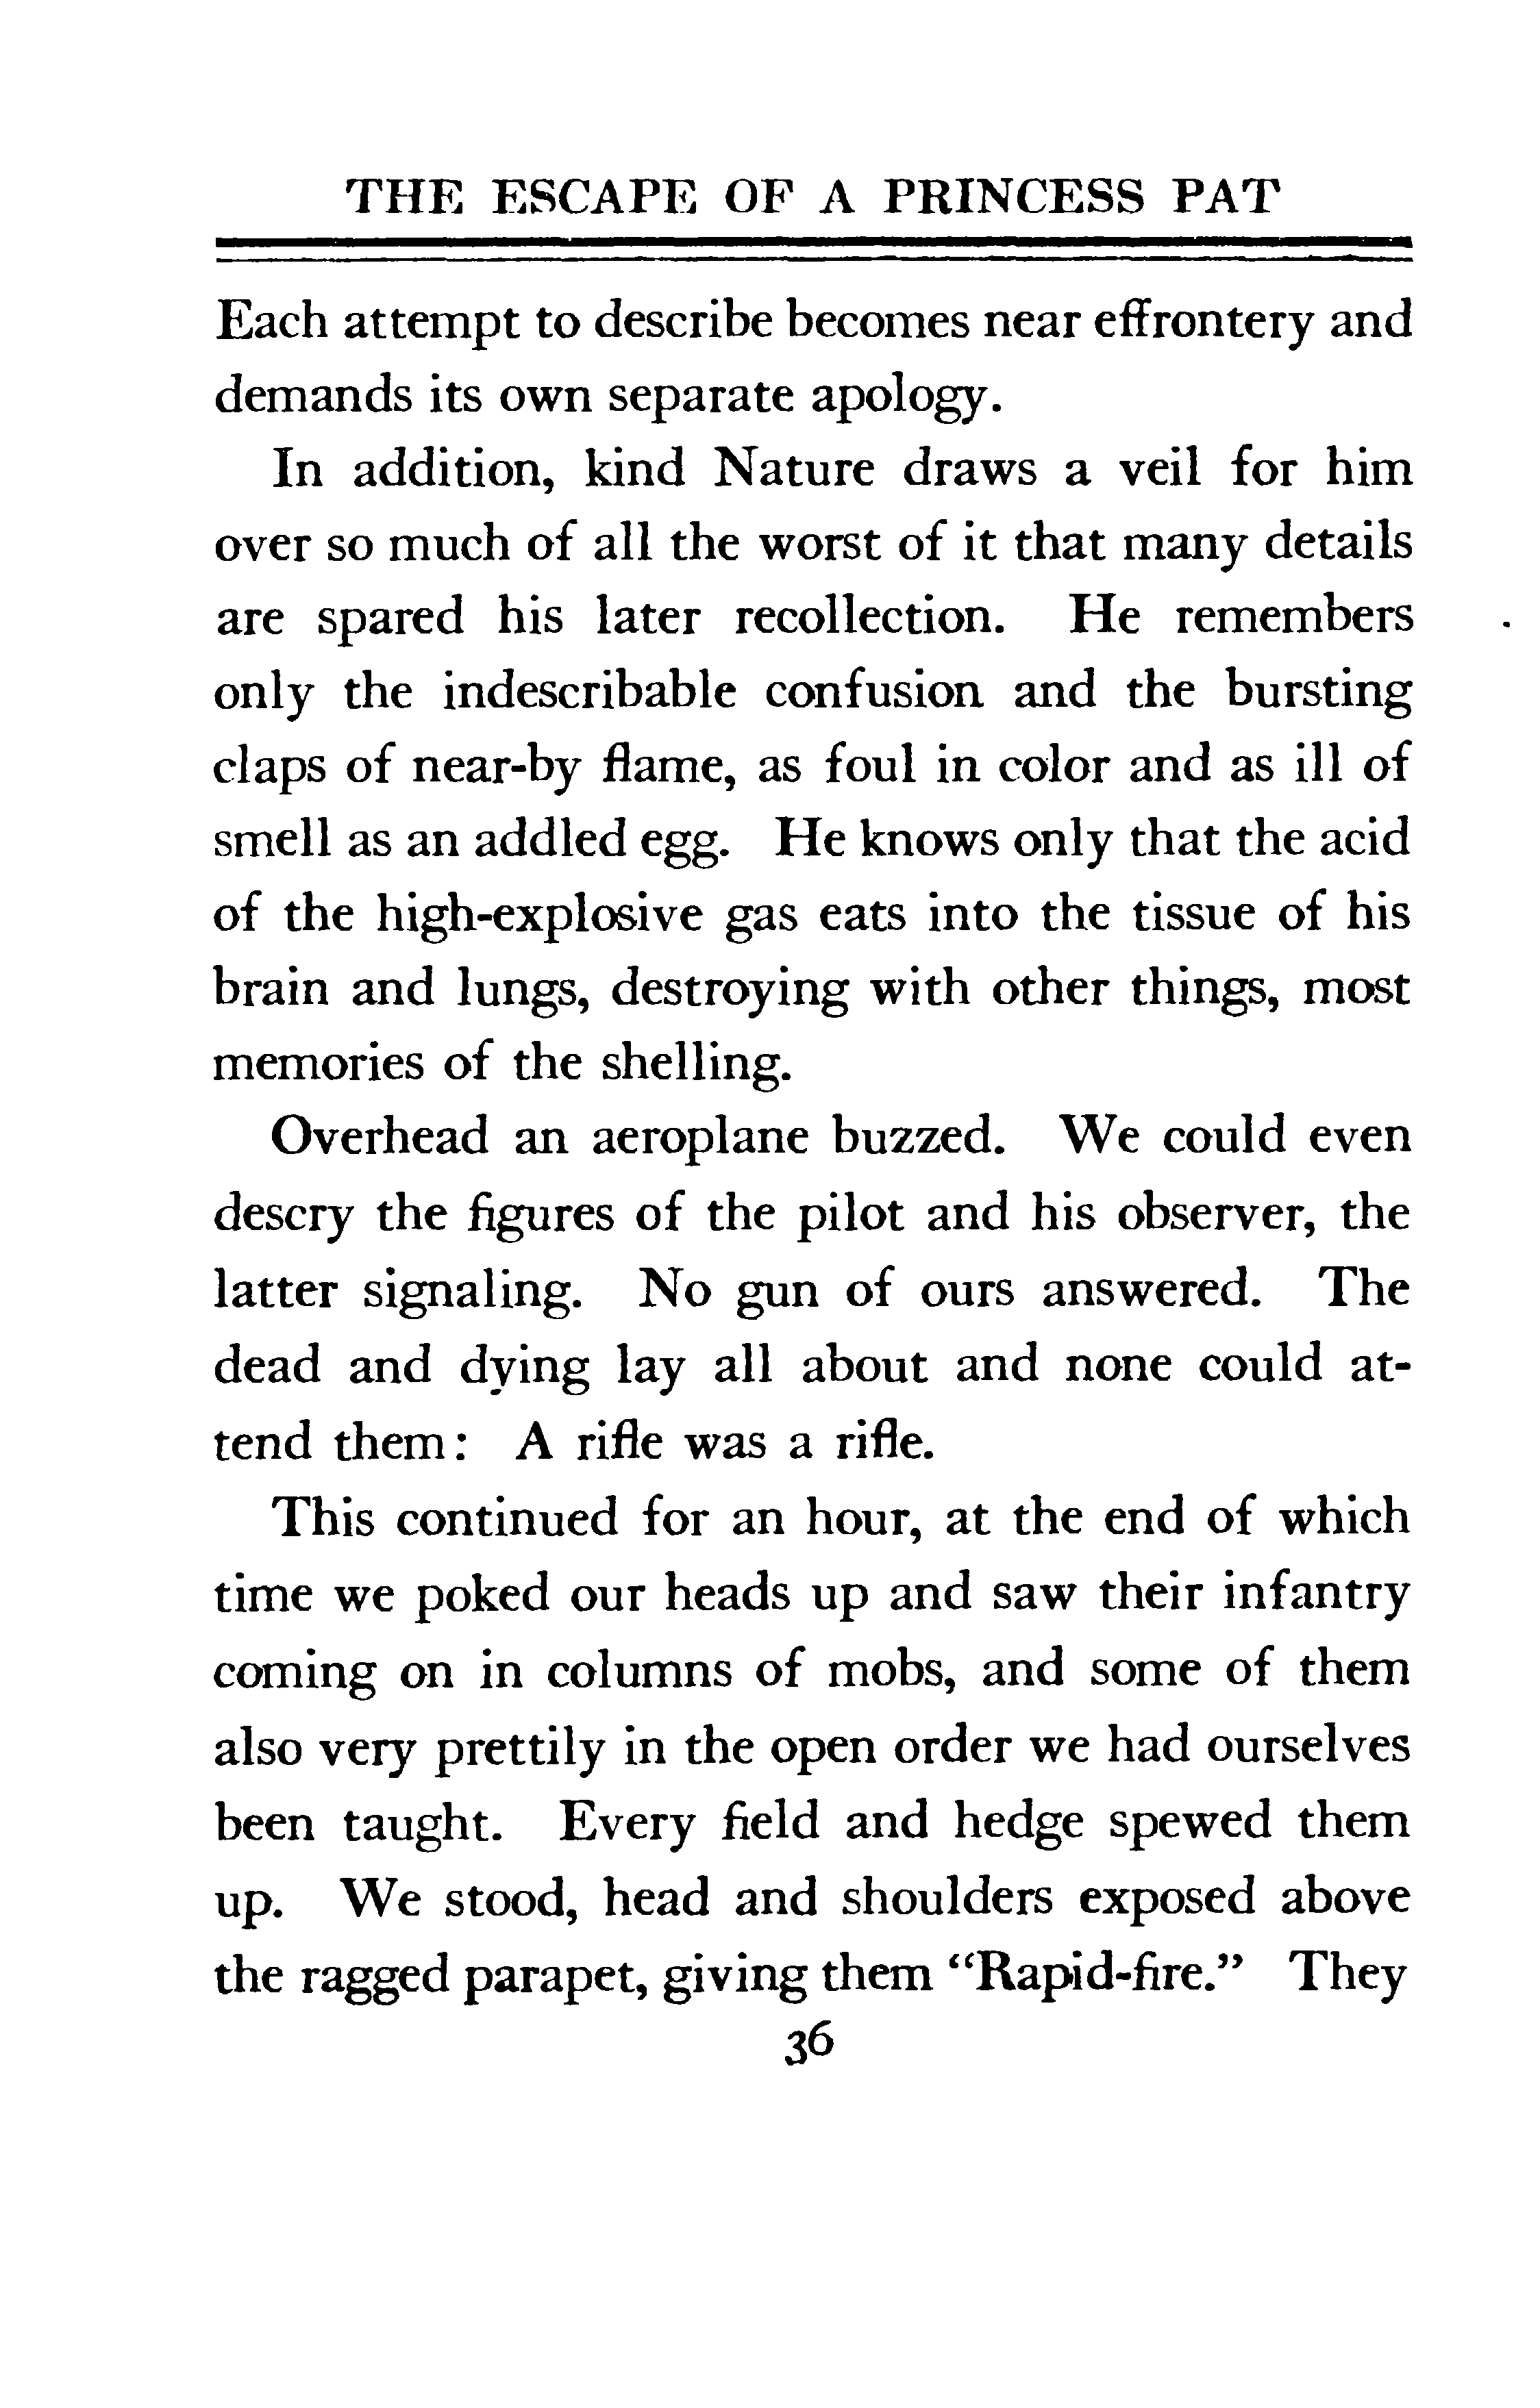 THE ESCAPE OF A PRINCESS PAT
Each attempt to describe becomes near effrontery and
demands its own separate apology.
In addition, kind Nature draws a veil for him
over so much of all the worst of it that many details
are spared his later recollection. He remembers
only the indescribable confusion and the bursting
claps of near-by flame, as foul in color and as ill of
smell as an addled egg. He knows only that the acid
of the high-explosive gas eats into the tissue of his
brain and lungs, destroying with other things, most
memories of the shelling.
Overhead an aeroplane buzzed. We could even
descry the figures of the pilot and his observer, the
latter signaling. No gun of ours answered. The
dead and dying lay all about and none could at-
tend them: A rifle was a rifle.
This continued for an hour, at the end of which
time we poked our heads up and saw their infantry
coming on in columns of mobs, and some of them
also very prettily in the open order we had ourselves
been taught. Every field and hedge spewed them
up. We stood, head and shoulders exposed above
the ragged parapet, giving them “Rapid-fire.” They
36